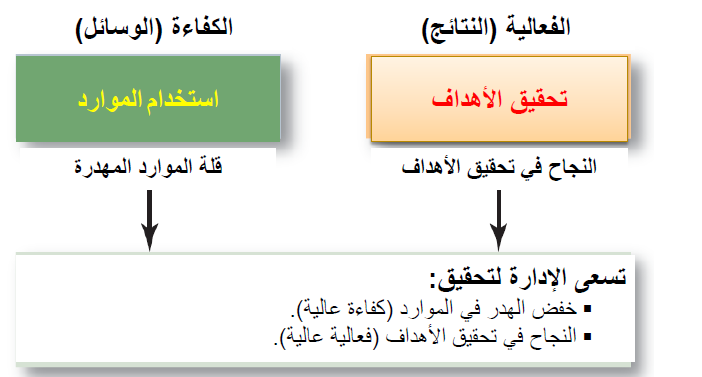 الفعالية (النتائج)
الكفاءة (الوسائل)
تحقيق الأهداف
استخدام الموارد
النجاح في تحقيق الأهداف
قلة الموارد المهدرة
تسعى الإدارة لتحقيق:
▪ خفض الهدر في الموارد (كفاءة عالية).
▪ النجاح في تحقيق الأهداف (فعالية عالية).